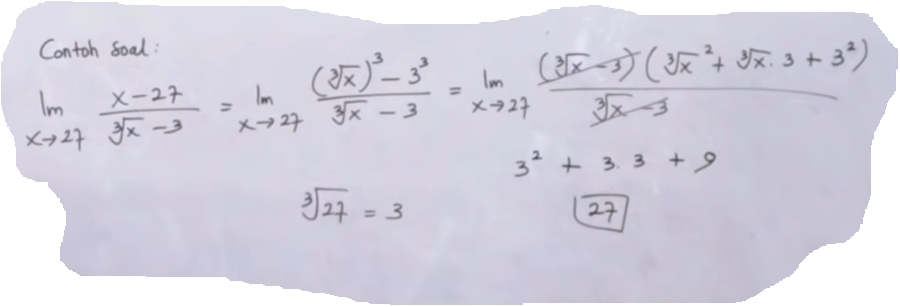 Contoh Soal:
lim x→27 (x-27)/(∛x - 3) = lim x→27 ((∛x)³ - 3³)/(∛x - 3) = lim x→27 ((∛x - 3)(∛x² + ∛x . 3 + 3²))/(∛x - 3)
3² + 3. 3 + 9
∛27 = 3
27